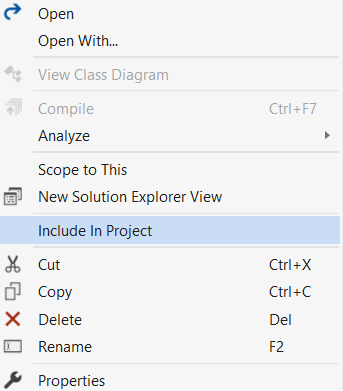 Open
Open With...
View Class Diagram
Compile Ctrl+F7
Analyze
Scope to This
New Solution Explorer View
Include In Project
Cut Ctrl+X
Copy Ctrl+C
Delete Del
Rename F2
Properties